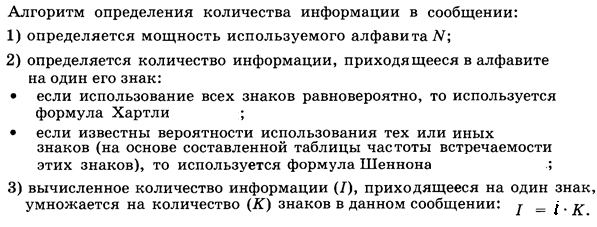 Алгоритм определения количества информации в сообщении:
1) определяется мощность используемого алфавита N;
2) определяется количество информации, приходящееся в алфавите
на один его знак:
• если использование всех знаков равновероятно, то используется
формула Хартли ;
• если известны вероятности использования тех или иных
знаков (на основе составленной таблицы частоты встречаемости
этих знаков), то используется формула Шеннона .;
3) вычисленное количество информации (I), приходящееся на один знак,
умножается на количество (K) знаков в данном сообщении: I = i · K.